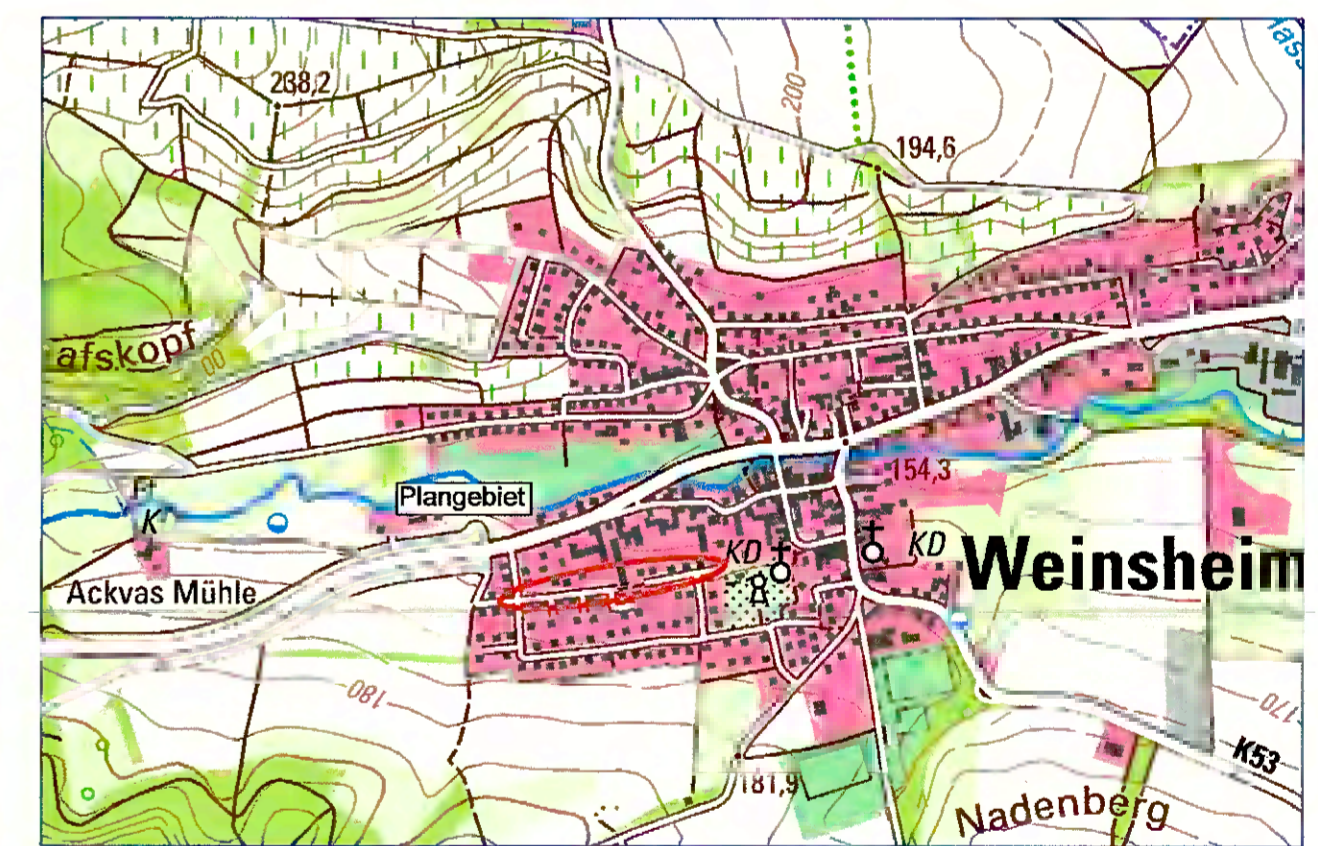 238,2
200
194,6
afskopf
00
154,3
Plangebiet
K
KD
KD
Weinsheim
Ackvas Mühle
180
170
K53
181,9
Nadenberg